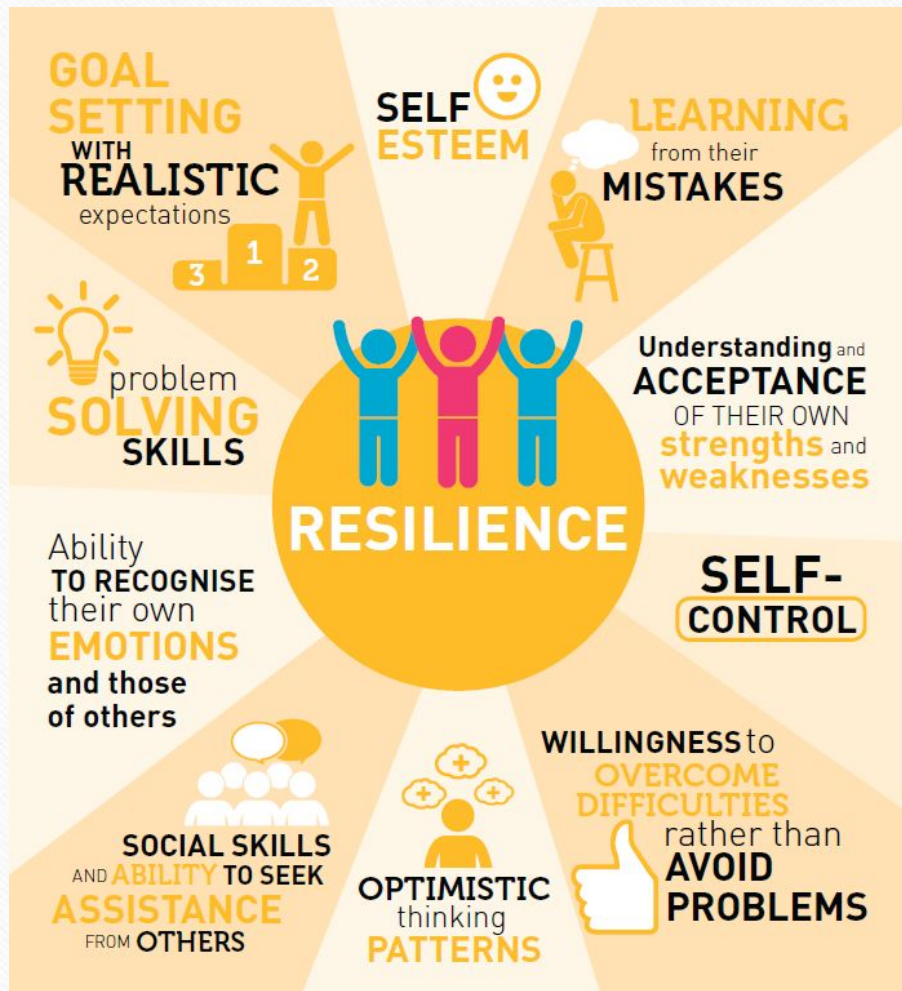 GOAL
SETTING
WITH
REALISTIC
expectations
3 1 2
SELF
ESTEEM
LEARNING
from their
MISTAKES
Understanding and
ACCEPTANCE
OF THEIR OWN
strengths and
weaknesses
SELF-
CONTROL
WILLINGNESS to
OVERCOME
DIFFICULTIES
rather than
AVOID
PROBLEMS
OPTIMISTIC
thinking
PATTERNS
SOCIAL SKILLS
AND ABILITY TO SEEK
ASSISTANCE
FROM OTHERS
Ability
TO RECOGNISE
their own
EMOTIONS
and those
of others
problem
SOLVING
SKILLS
RESILIENCE